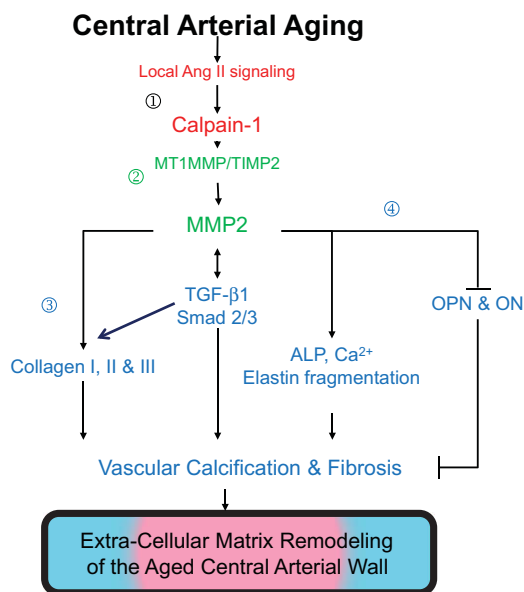 Central Arterial Aging
Local Ang II signaling
①
Calpain-1
MT1MMP/TIMP2
②
MMP2
④
③
TGF-β1
Smad 2/3
OPN & ON
Collagen I, II & III
ALP, Ca²⁺
Elastin fragmentation
Vascular Calcification & Fibrosis
Extra-Cellular Matrix Remodeling
of the Aged Central Arterial Wall